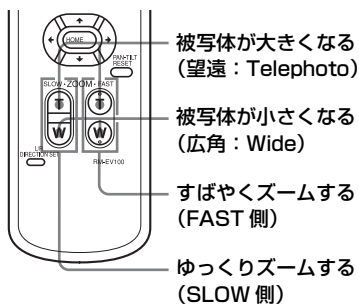 HOME
PAN-TILT
RESET
SLOW・ZOOM・FAST
T T
W W
L/R
DIRECTION SET
RM-EV100
被写体が大きくなる
(望遠：Telephoto)
被写体が小さくなる
(広角：Wide)
すばやくズームする
(FAST 側)
ゆっくりズームする
(SLOW 側)